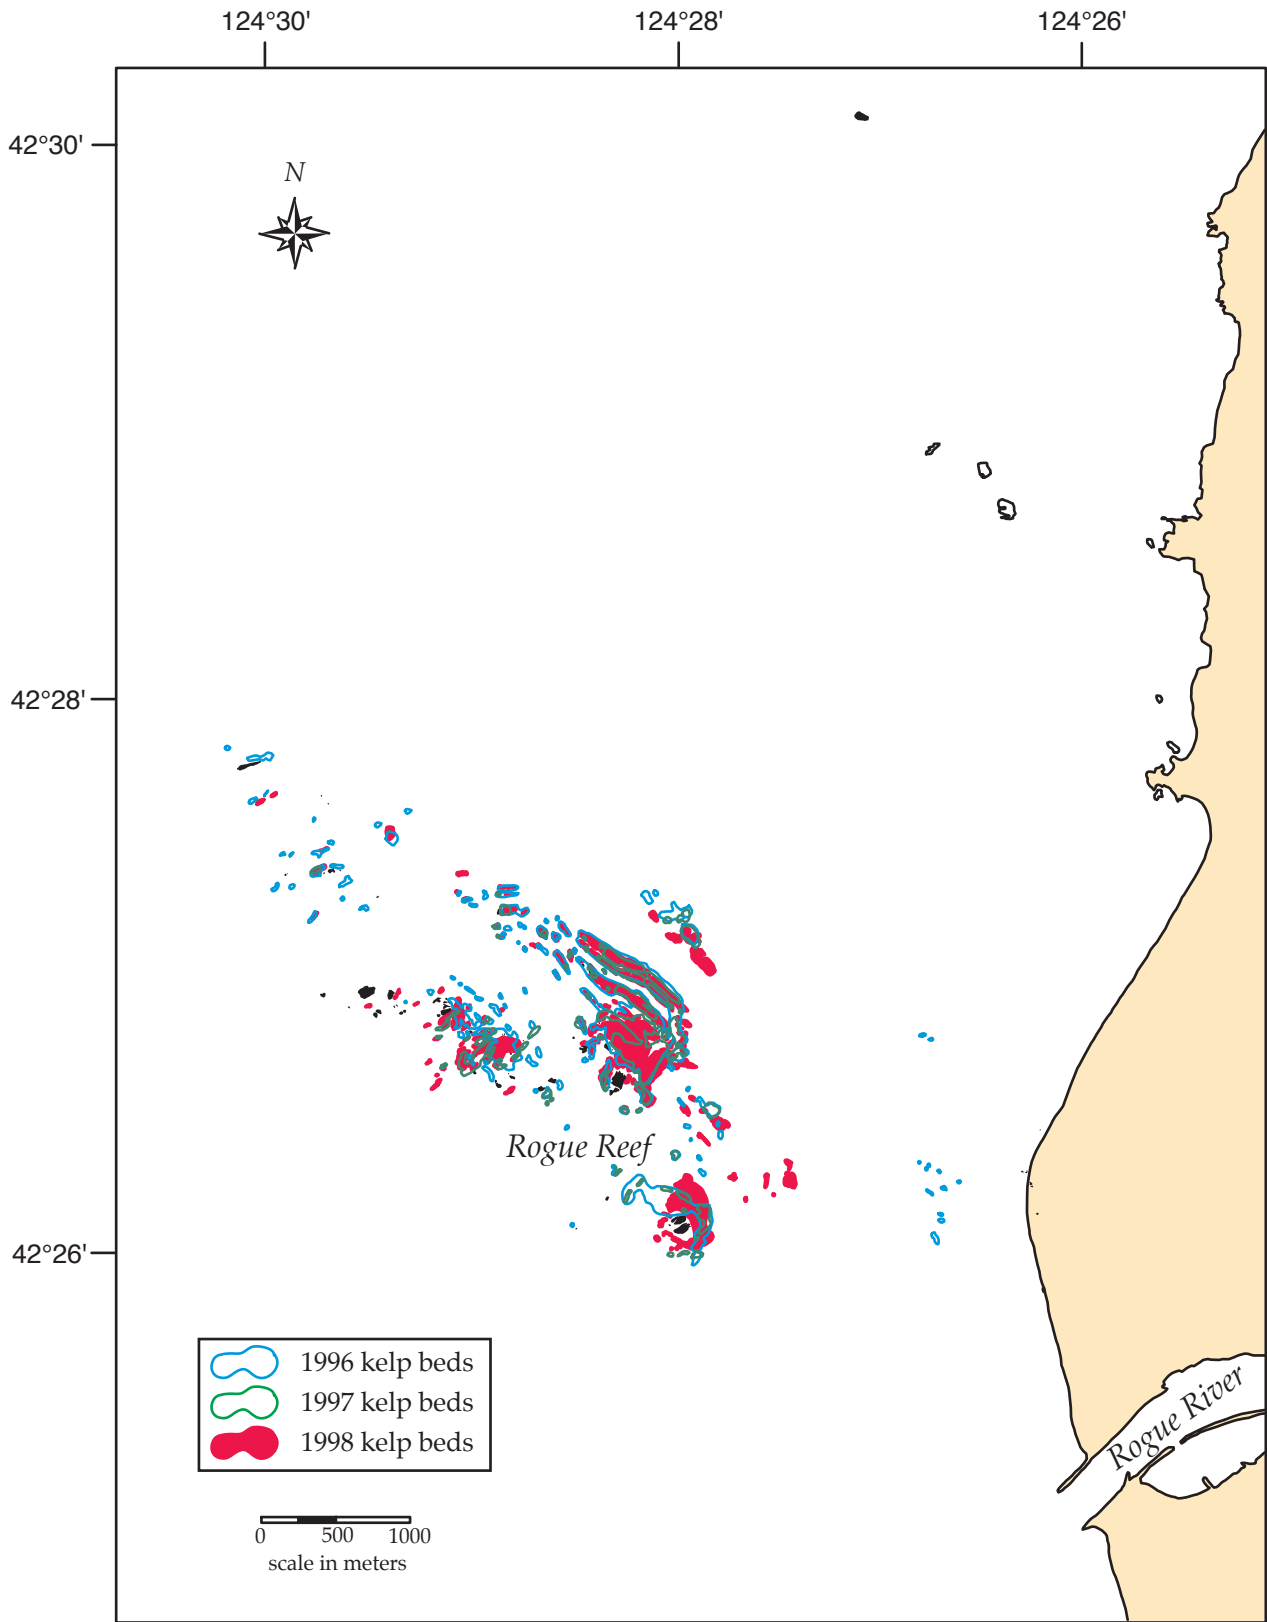 124°30' 124°28' 124°26'
42°30'
N
42°28'
Rogue Reef
42°26'
1996 kelp beds
1997 kelp beds
1998 kelp beds
Rogue River
0 500 1000
scale in meters